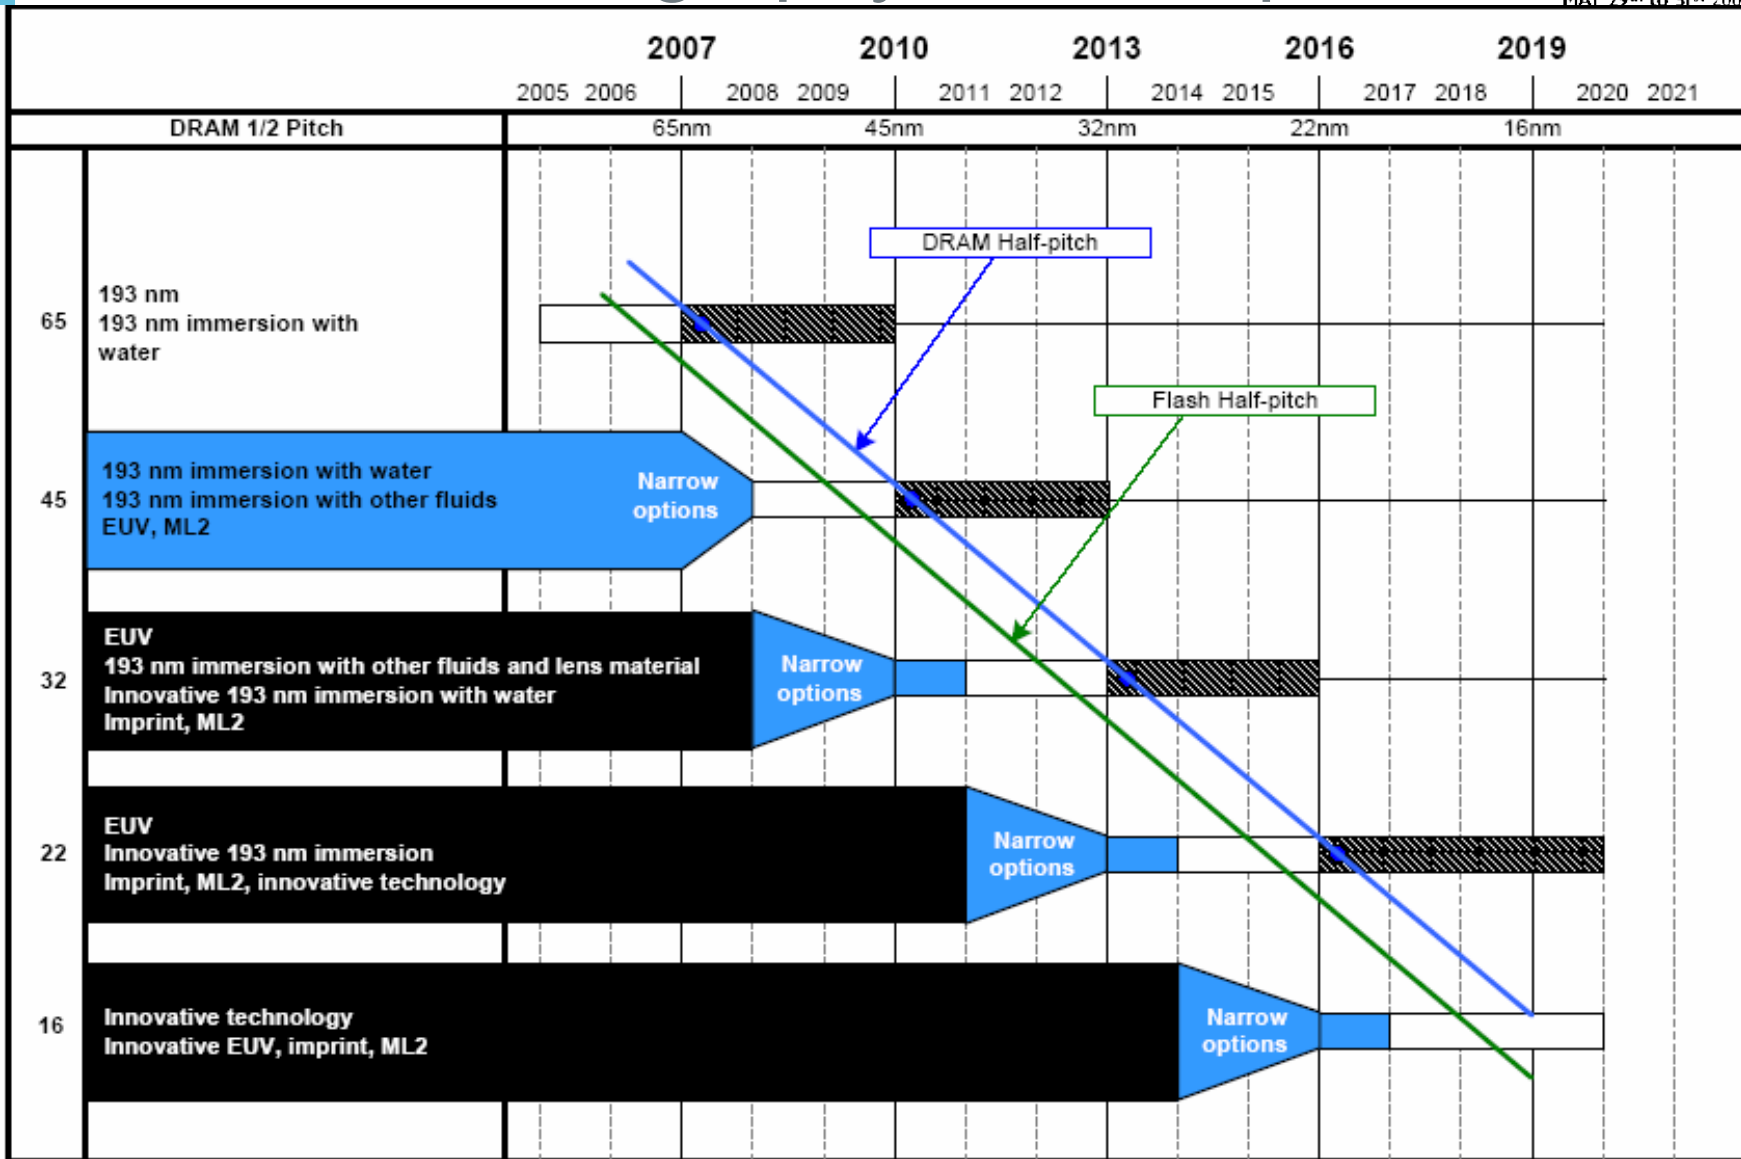 2007 2010 2013 2016 2019
2005 2006 2008 2009 2011 2012 2014 2015 2017 2018 2020 2021
DRAM 1/2 Pitch 65nm 45nm 32nm 22nm 16nm
DRAM Half-pitch
65
193 nm
193 nm immersion with
water
Flash Half-pitch
45
193 nm immersion with water
193 nm immersion with other fluids
EUV, ML2
Narrow
options
32
EUV
193 nm immersion with other fluids and lens material
Innovative 193 nm immersion with water
Imprint, ML2
Narrow
options
22
EUV
Innovative 193 nm immersion
Imprint, ML2, innovative technology
Narrow
options
16
Innovative technology
Innovative EUV, imprint, ML2
Narrow
options